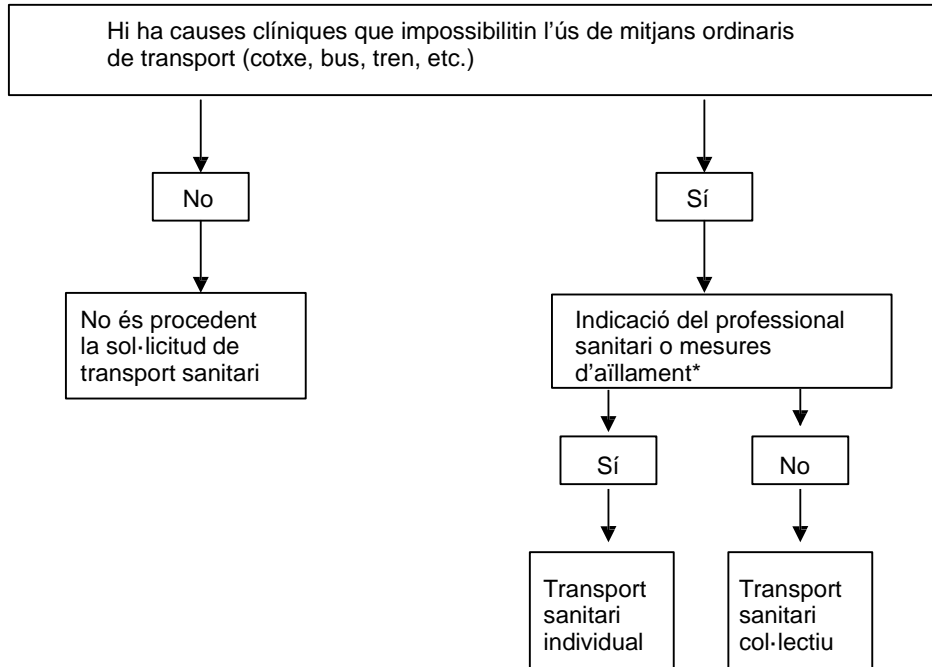 Hi ha causes clíniques que impossibilitin l’ús de mitjans ordinaris
de transport (cotxe, bus, tren, etc.)
No
Sí
No és procedent
la sol·licitud de
transport sanitari
Indicació del professional
sanitari o mesures
d’aïllament*
Sí
No
Transport
sanitari
individual
Transport
sanitari
col·lectiu